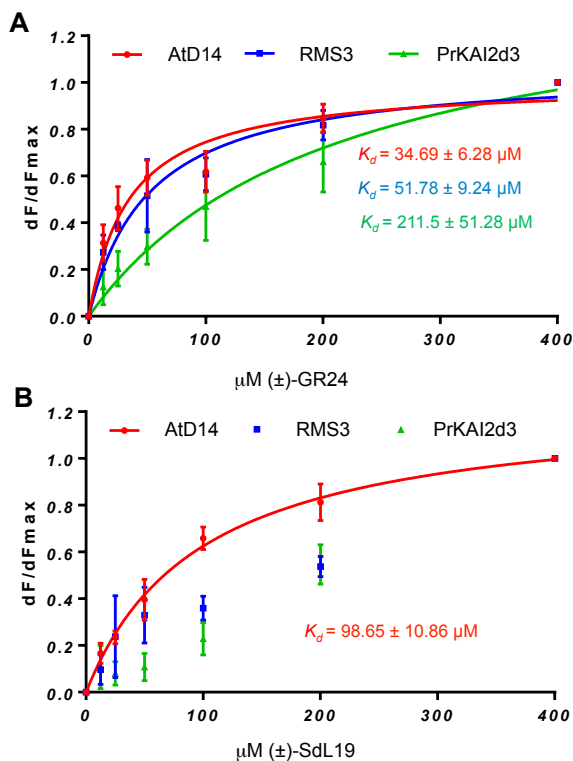 A
AtD14 RMS3 PrKAI2d3
1.2
1.0
0.8
0.6
0.4
0.2
0.0
dF/dFmax
Kd = 34.69 ± 6.28 µM
Kd = 51.78 ± 9.24 µM
Kd = 211.5 ± 51.28 µM
0 100 200 300 400
µM (±)-GR24
B
AtD14 RMS3 PrKAI2d3
1.2
1.0
0.8
0.6
0.4
0.2
0.0
dF/dFmax
Kd = 98.65 ± 10.86 µM
0 100 200 300 400
µM (±)-SdL19